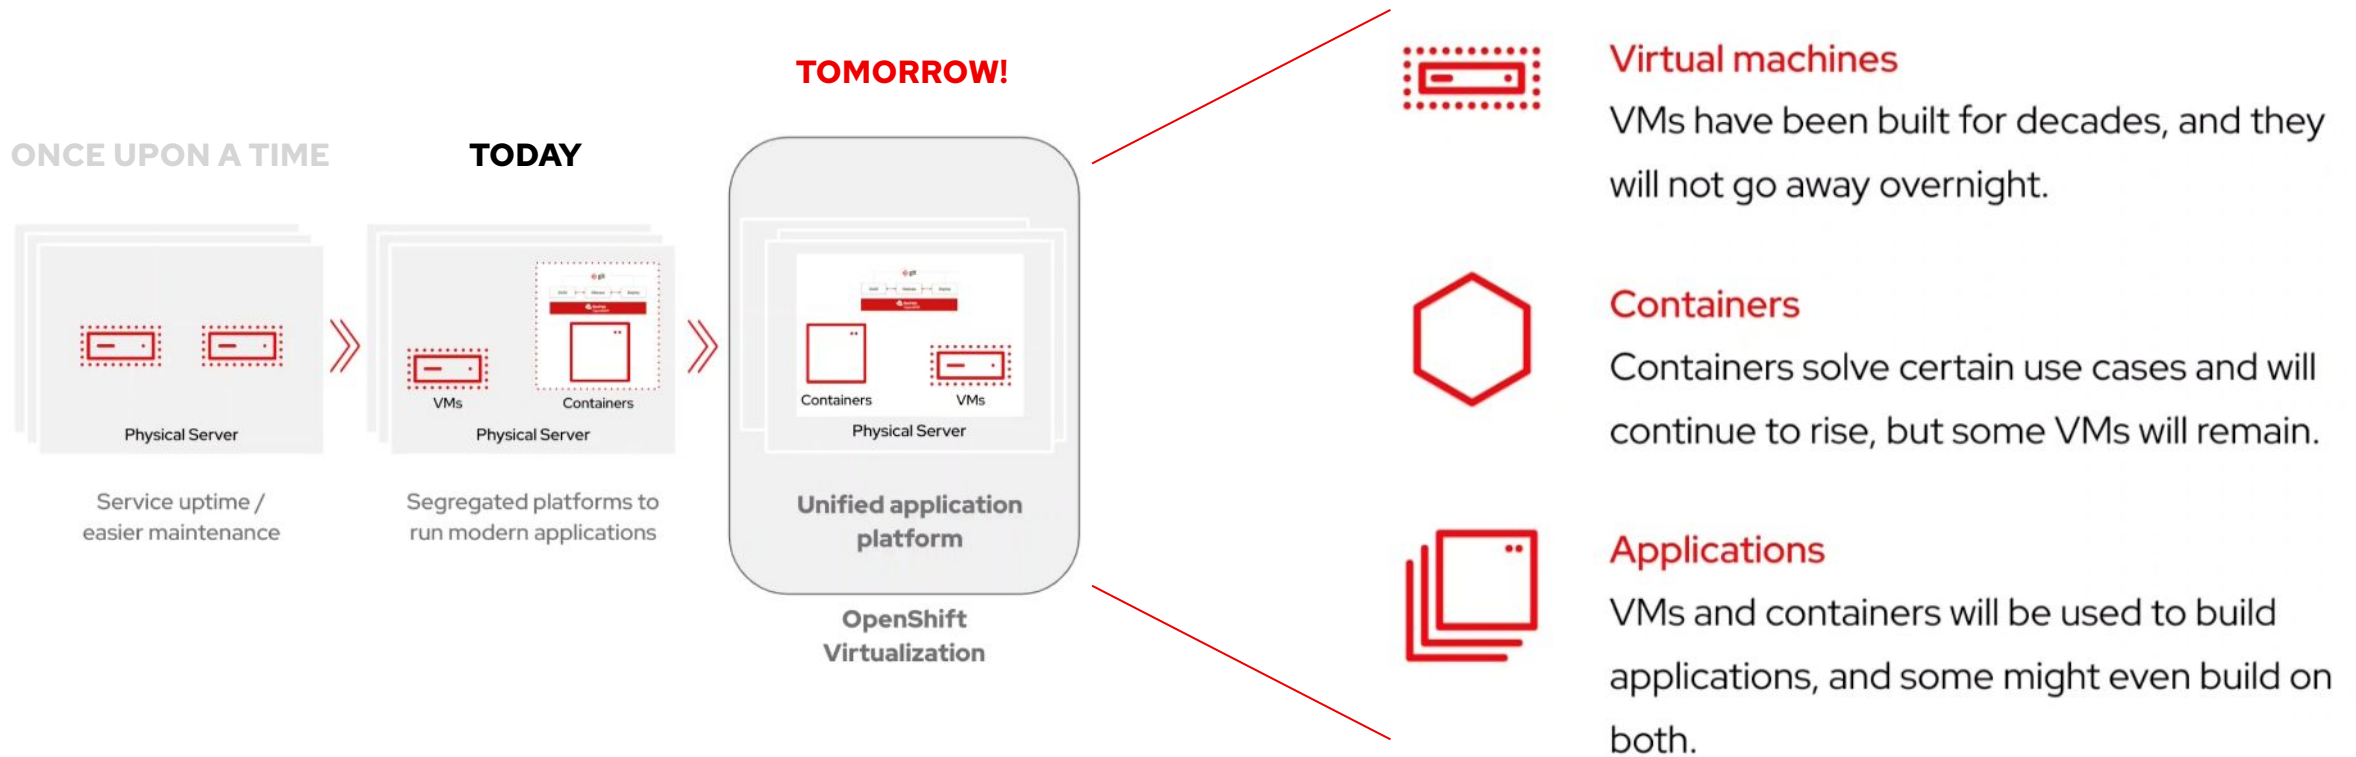 TOMORROW!
ONCE UPON A TIME
TODAY
git
git
VMs
Containers
Containers
VMs
Physical Server
Physical Server
Physical Server
Service uptime /
easier maintenance
Segregated platforms to
run modern applications
Unified application
platform
OpenShift
Virtualization
Virtual machines
VMs have been built for decades, and they
will not go away overnight.
Containers
Containers solve certain use cases and will
continue to rise, but some VMs will remain.
Applications
VMs and containers will be used to build
applications, and some might even build on
both.